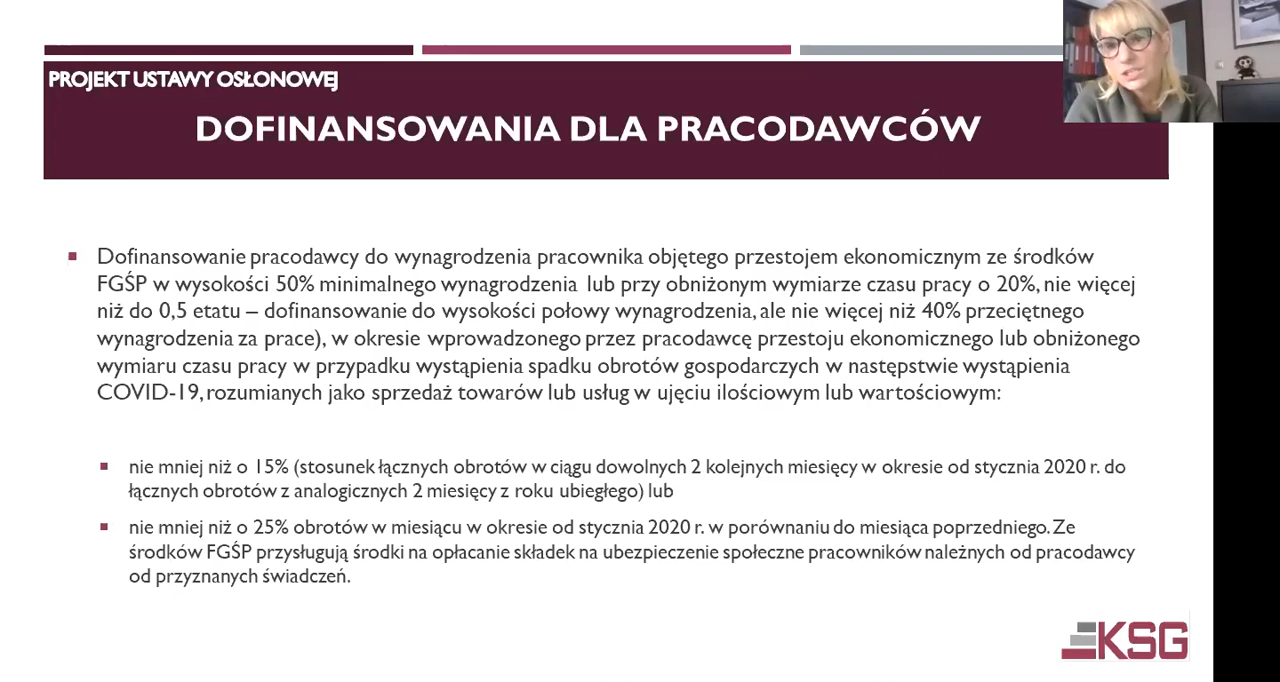 PROJEKT USTAWY OSŁONOWEJ
DOFINANSOWANIA DLA PRACODAWCÓW
Dofinansowanie pracodawcy do wynagrodzenia pracownika objętego przestojem ekonomicznym ze środków
FGŚP w wysokości 50% minimalnego wynagrodzenia lub przy obniżonym wymiarze czasu pracy o 20%, nie więcej
niż do 0,5 etatu – dofinansowanie do wysokości połowy wynagrodzenia, ale nie więcej niż 40% przeciętnego
wynagrodzenia za prace), w okresie wprowadzonego przez pracodawcę przestoju ekonomicznego lub obniżonego
wymiaru czasu pracy w przypadku wystąpienia spadku obrotów gospodarczych w następstwie wystąpienia
COVID-19, rozumianych jako sprzedaż towarów lub usług w ujęciu ilościowym lub wartościowym:
nie mniej niż o 15% (stosunek łącznych obrotów w ciągu dowolnych 2 kolejnych miesięcy w okresie od stycznia 2020 r. do
łącznych obrotów z analogicznych 2 miesięcy z roku ubiegłego) lub
nie mniej niż o 25% obrotów w miesiącu w okresie od stycznia 2020 r. w porównaniu do miesiąca poprzedniego. Ze
środków FGŚP przysługują środki na opłacanie składek na ubezpieczenie społeczne pracowników należnych od pracodawcy
od przyznanych świadczeń.
KSG